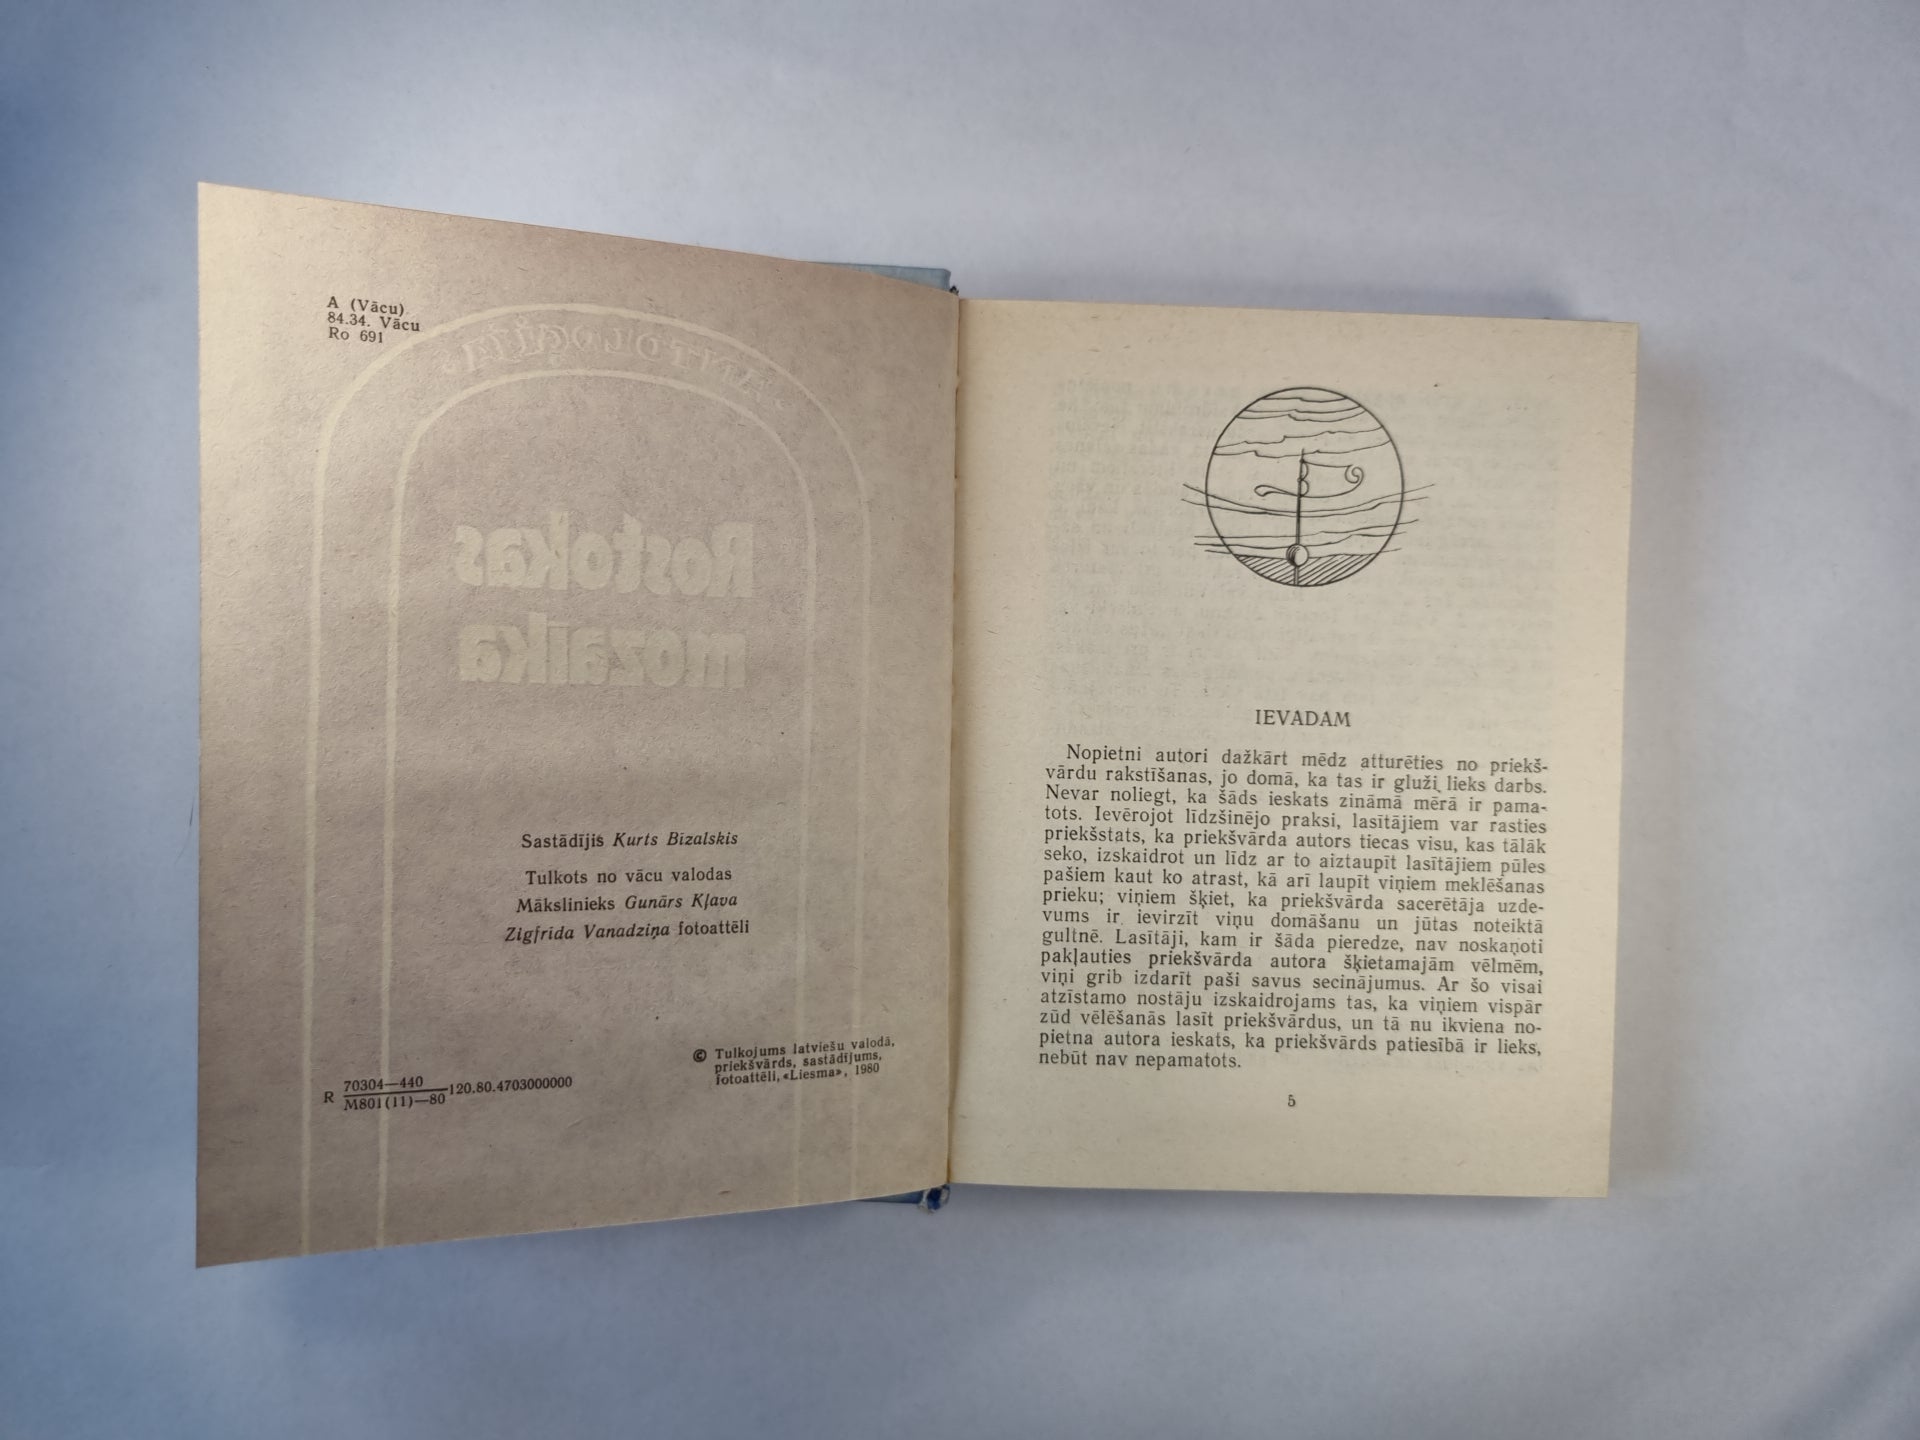 A (Vācu)
84.34. Vācu
Ro 691
ANTOLOĢIJA
Rostokas
mozaika
Sastādījis Kurts Bizalskis
Tulkots no vācu valodas
Mākslinieks Gunārs Kļava
Zigfrida Vanadziņa fotoattēli
© Tulkojums latviešu valodā,
priekšvārds, sastādījums,
fotoattēli, «Liesma», 1980
R 70304—440
M801(11)—80 120.80.4703000000
IEVADAM
Nopietni autori dažkārt mēdz atturēties no priekš-
vārdu rakstīšanas, jo domā, ka tas ir gluži lieks darbs.
Nevar noliegt, ka šāds ieskats zināmā mērā ir pama-
tots. Ievērojot līdzšinējo praksi, lasītājiem var rasties
priekšstats, ka priekšvārda autors tiecas visu, kas tālāk
seko, izskaidrot un līdz ar to aiztaupīt lasītājiem pūles
pašiem kaut ko atrast, kā arī laupīt viņiem meklēšanas
prieku; viņiem šķiet, ka priekšvārda sacerētāja uzde-
vums ir ievirzīt viņu domāšanu un jūtas noteiktā
gultnē. Lasītāji, kam ir šāda pieredze, nav noskaņoti
pakļauties priekšvārda autora šķietamajām vēlmēm,
viņi grib izdarīt paši savus secinājumus. Ar šo visai
atzīstamo nostāju izskaidrojams tas, ka viņiem vispār
zūd vēlēšanās lasīt priekšvārdus, un tā nu ikviena no-
pietna autora ieskats, ka priekšvārds patiesībā ir lieks,
nebūt nav nepamatots.
5